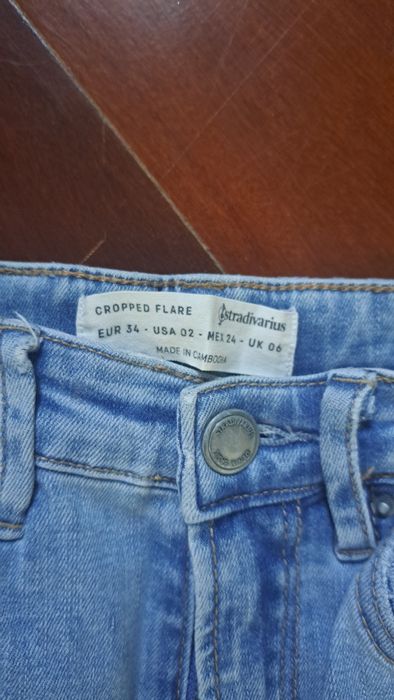 CROPPED FLARE
stradivarius
EUR 34 - USA 02 - MEX 24 - UK 06
MADE IN CAMBODIA